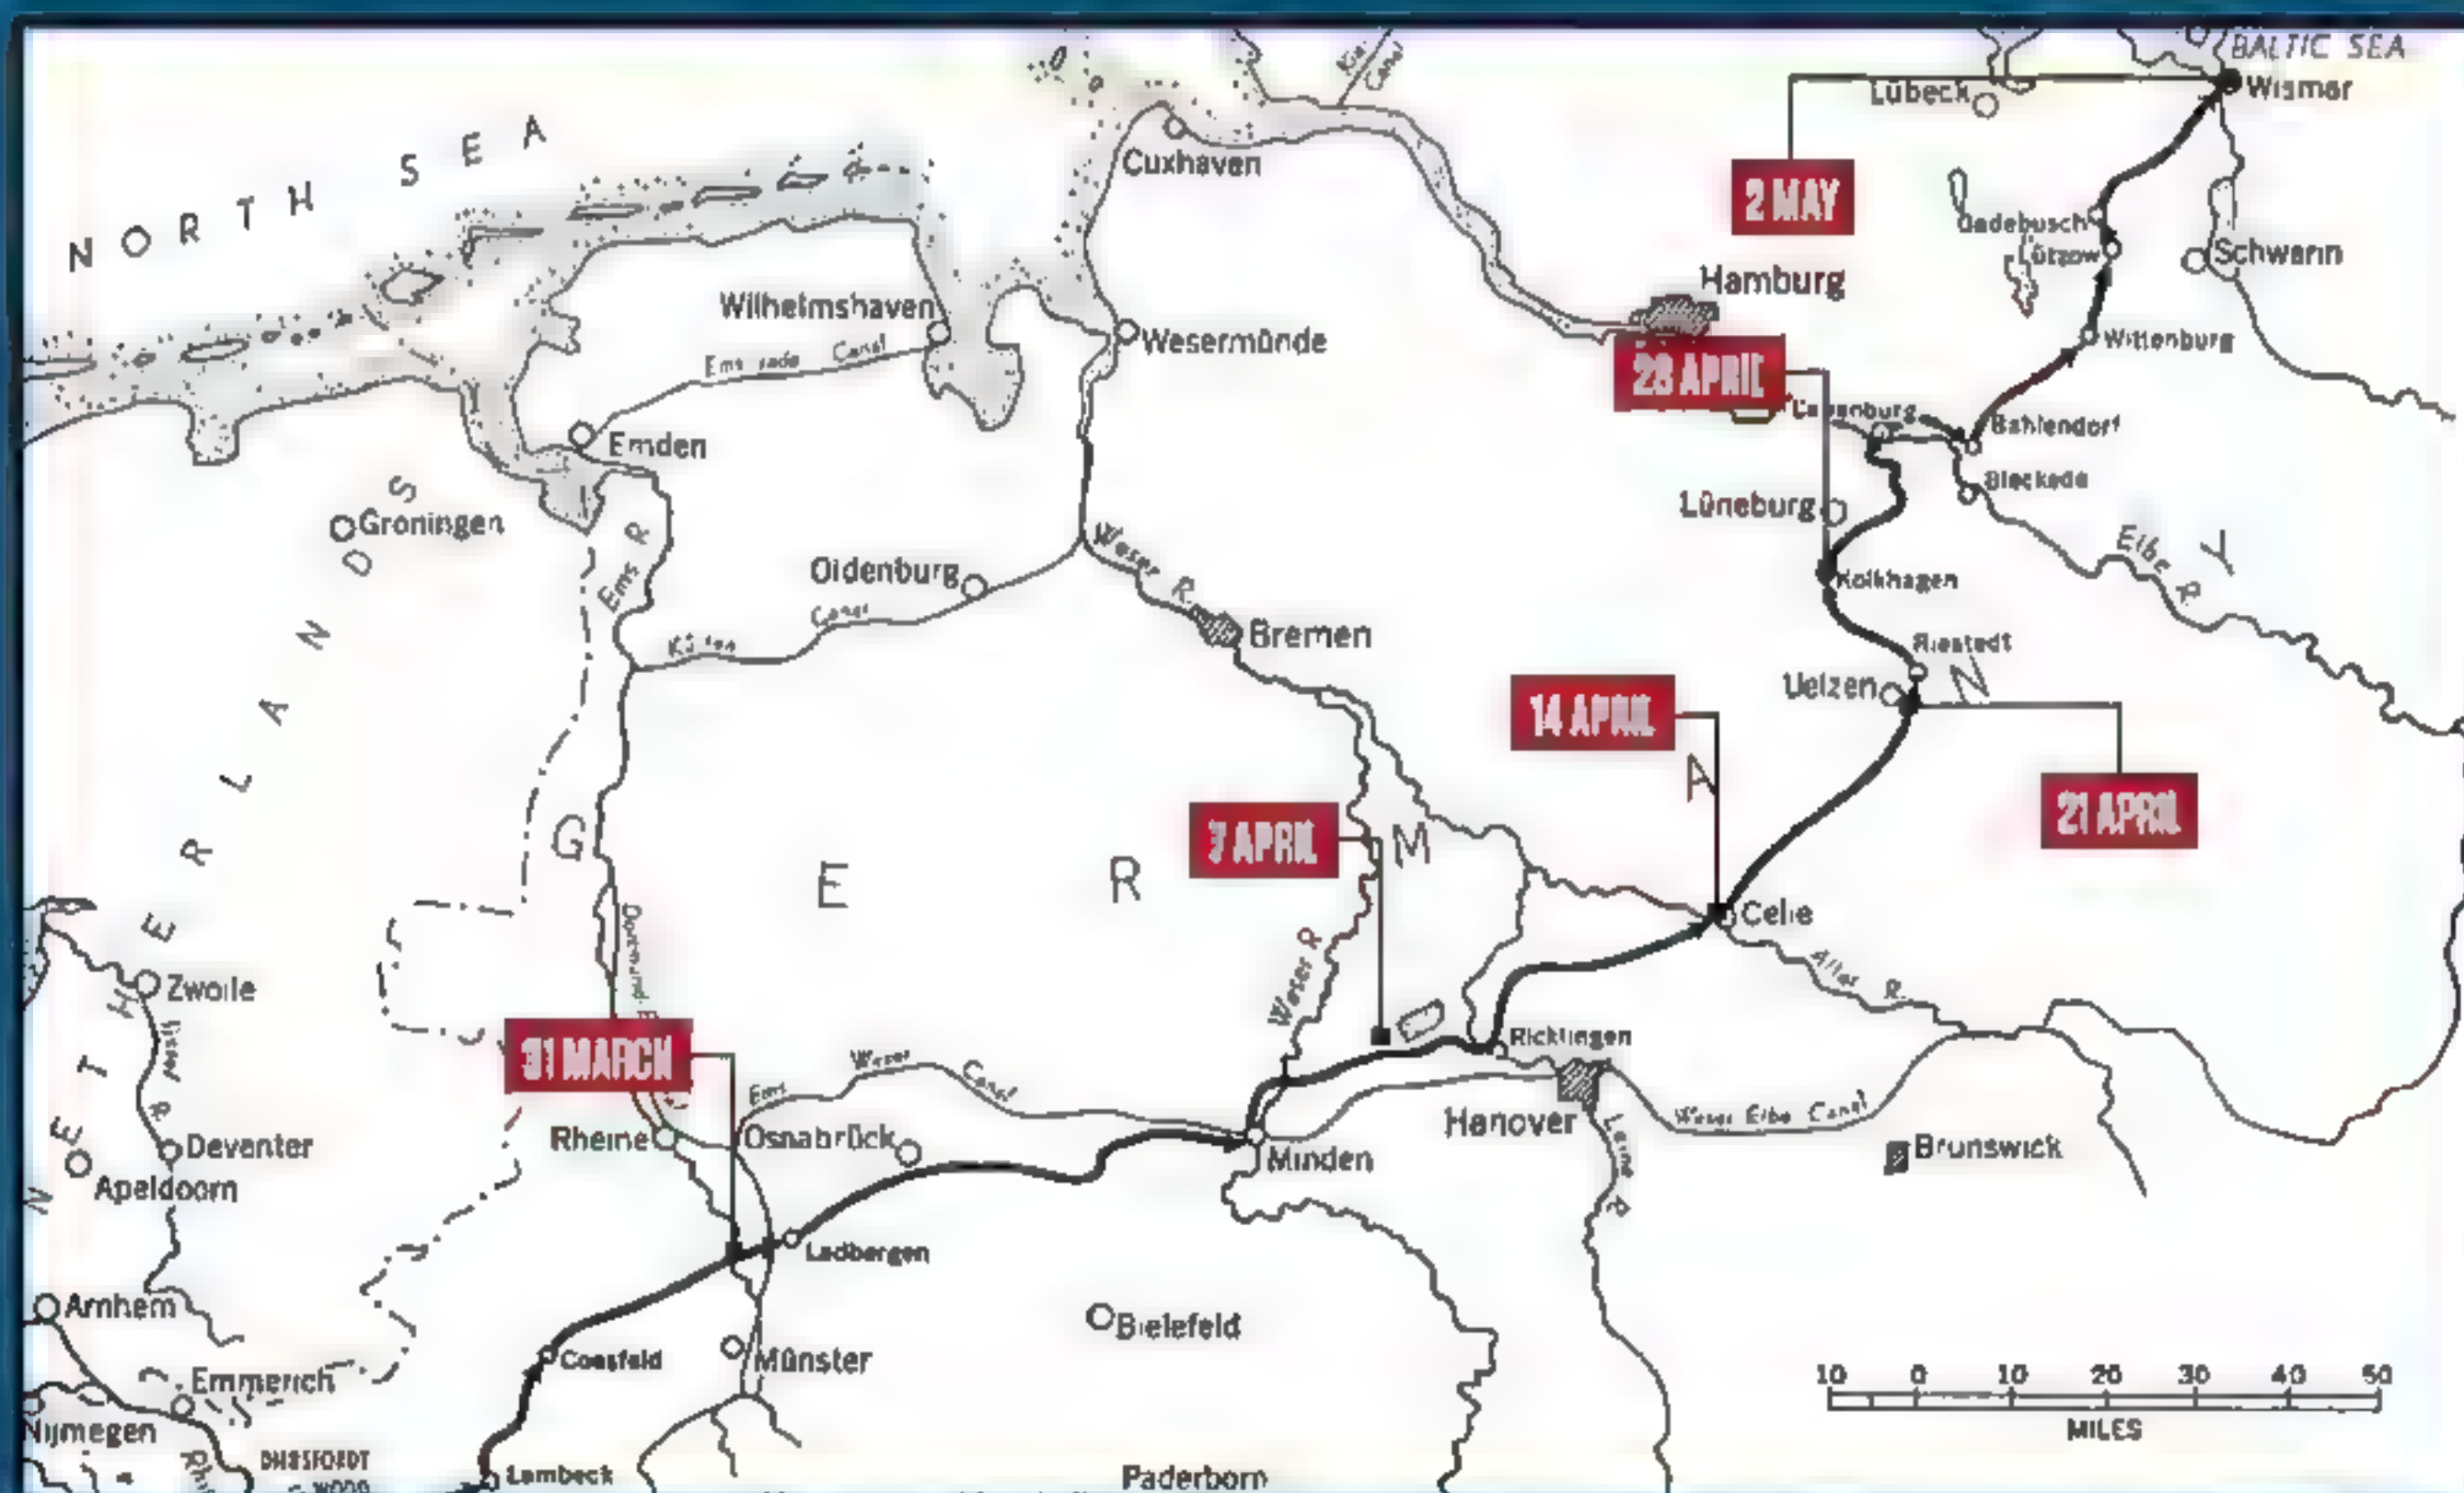 BALTIC SEA
Wismar
Lübeck
Kiel Canal
NORTH SEA
Cuxhaven
2 MAY
Gadebusch
Lützow
Schwerin
Hamburg
Wilhelmshaven
Wesermünde
Canal
Wittenburg
28 APRIL
Bahlendorf
Emden
Bleckede
Lüneburg
Groningen
Ems R
Weser R.
Elbe R.
Oldenburg
Kolkhagen
Canal
Bremen
Riestedt
Uelzen
NETHERLANDS
GERMANY
14 APRIL
21 APRIL
7 APRIL
Celle
Weser R
Aller R.
Zwolle
31 MARCH
Ricklingen
Ems Weser Canal
Hanover
Weser Elbe Canal
Leine R
Brunswick
Rheine
Osnabrück
Minden
Deventer
Apeldoorn
Ladbergen
Arnhem
Bielefeld
Coesfeld
Münster
Emmerich
Nijmegen
10 0 10 20 30 40 50
MILES
WOOD
Lembeck
Paderborn